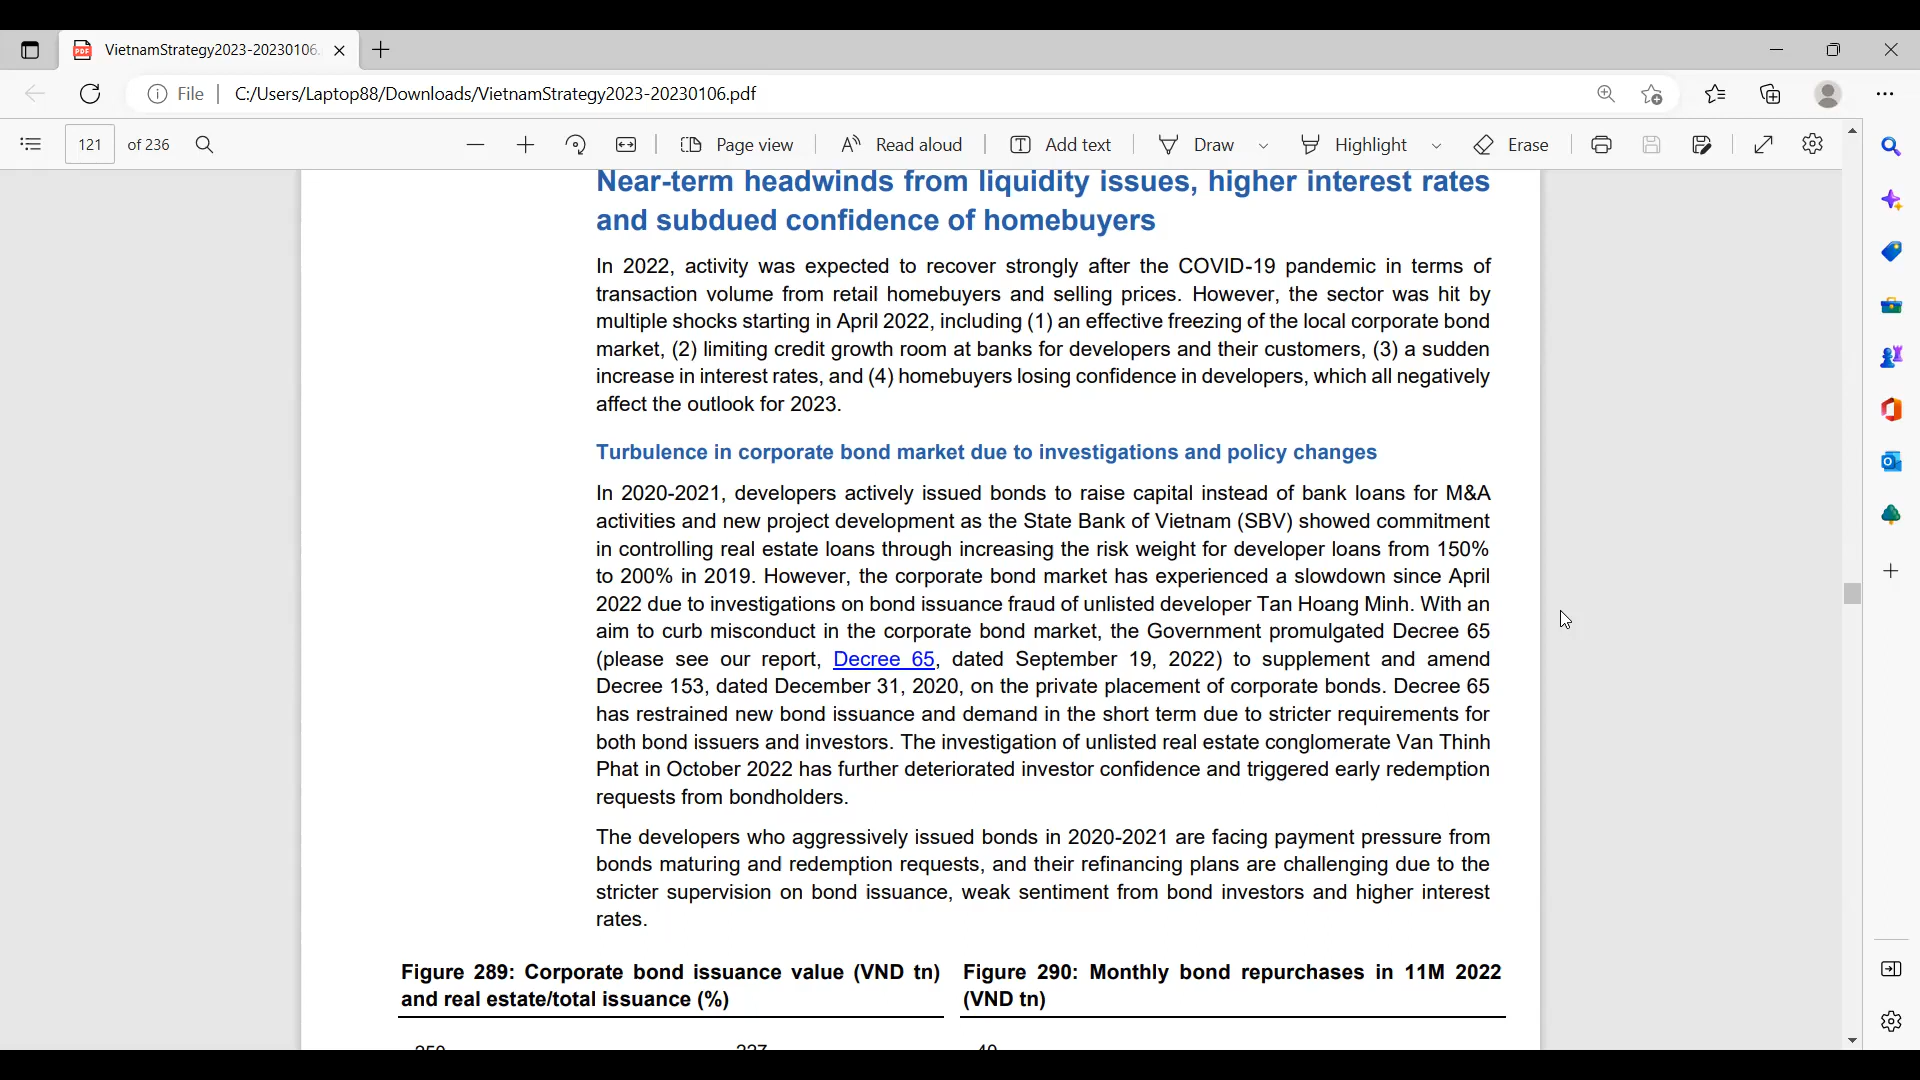 VietnamStrategy2023-20230106.
File
C:/Users/Laptop88/Downloads/VietnamStrategy2023-20230106.pdf
121 of 236
Page view
Read aloud
Add text
Draw
Highlight
Erase
Near-term headwinds from liquidity issues, higher interest rates
and subdued confidence of homebuyers
In 2022, activity was expected to recover strongly after the COVID-19 pandemic in terms of
transaction volume from retail homebuyers and selling prices. However, the sector was hit by
multiple shocks starting in April 2022, including (1) an effective freezing of the local corporate bond
market, (2) limiting credit growth room at banks for developers and their customers, (3) a sudden
increase in interest rates, and (4) homebuyers losing confidence in developers, which all negatively
affect the outlook for 2023.
Turbulence in corporate bond market due to investigations and policy changes
In 2020-2021, developers actively issued bonds to raise capital instead of bank loans for M&A
activities and new project development as the State Bank of Vietnam (SBV) showed commitment
in controlling real estate loans through increasing the risk weight for developer loans from 150%
to 200% in 2019. However, the corporate bond market has experienced a slowdown since April
2022 due to investigations on bond issuance fraud of unlisted developer Tan Hoang Minh. With an
aim to curb misconduct in the corporate bond market, the Government promulgated Decree 65
(please see our report, Decree 65, dated September 19, 2022) to supplement and amend
Decree 153, dated December 31, 2020, on the private placement of corporate bonds. Decree 65
has restrained new bond issuance and demand in the short term due to stricter requirements for
both bond issuers and investors. The investigation of unlisted real estate conglomerate Van Thinh
Phat in October 2022 has further deteriorated investor confidence and triggered early redemption
requests from bondholders.
The developers who aggressively issued bonds in 2020-2021 are facing payment pressure from
bonds maturing and redemption requests, and their refinancing plans are challenging due to the
stricter supervision on bond issuance, weak sentiment from bond investors and higher interest
rates.
Figure 289: Corporate bond issuance value (VND tn)
and real estate/total issuance (%)
Figure 290: Monthly bond repurchases in 11M 2022
(VND tn)